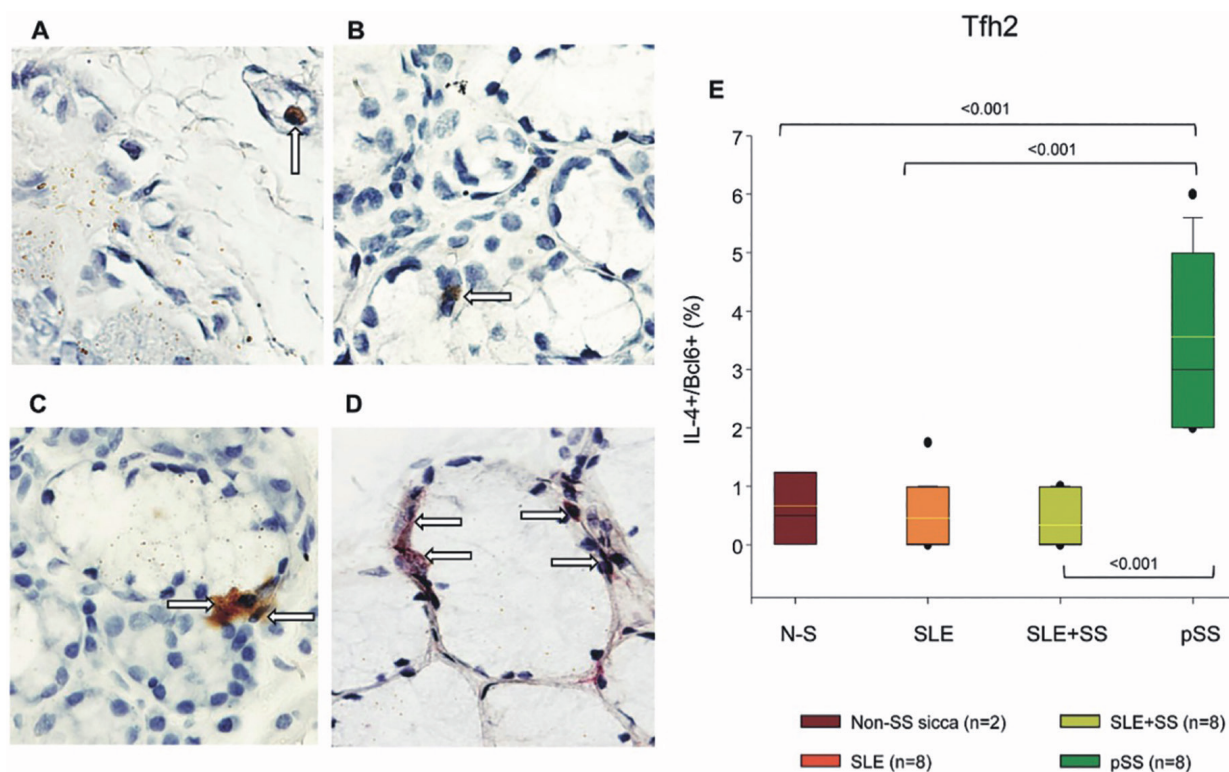 Tfh2
A
B
E
<0.001
<0.001
7
6
5
4
3
2
1
0
IL-4+/Bcl6+ (%)
<0.001
C
D
N-S
SLE
SLE+SS
pSS
Non-SS sicca (n=2)
SLE+SS (n=8)
SLE (n=8)
pSS (n=8)